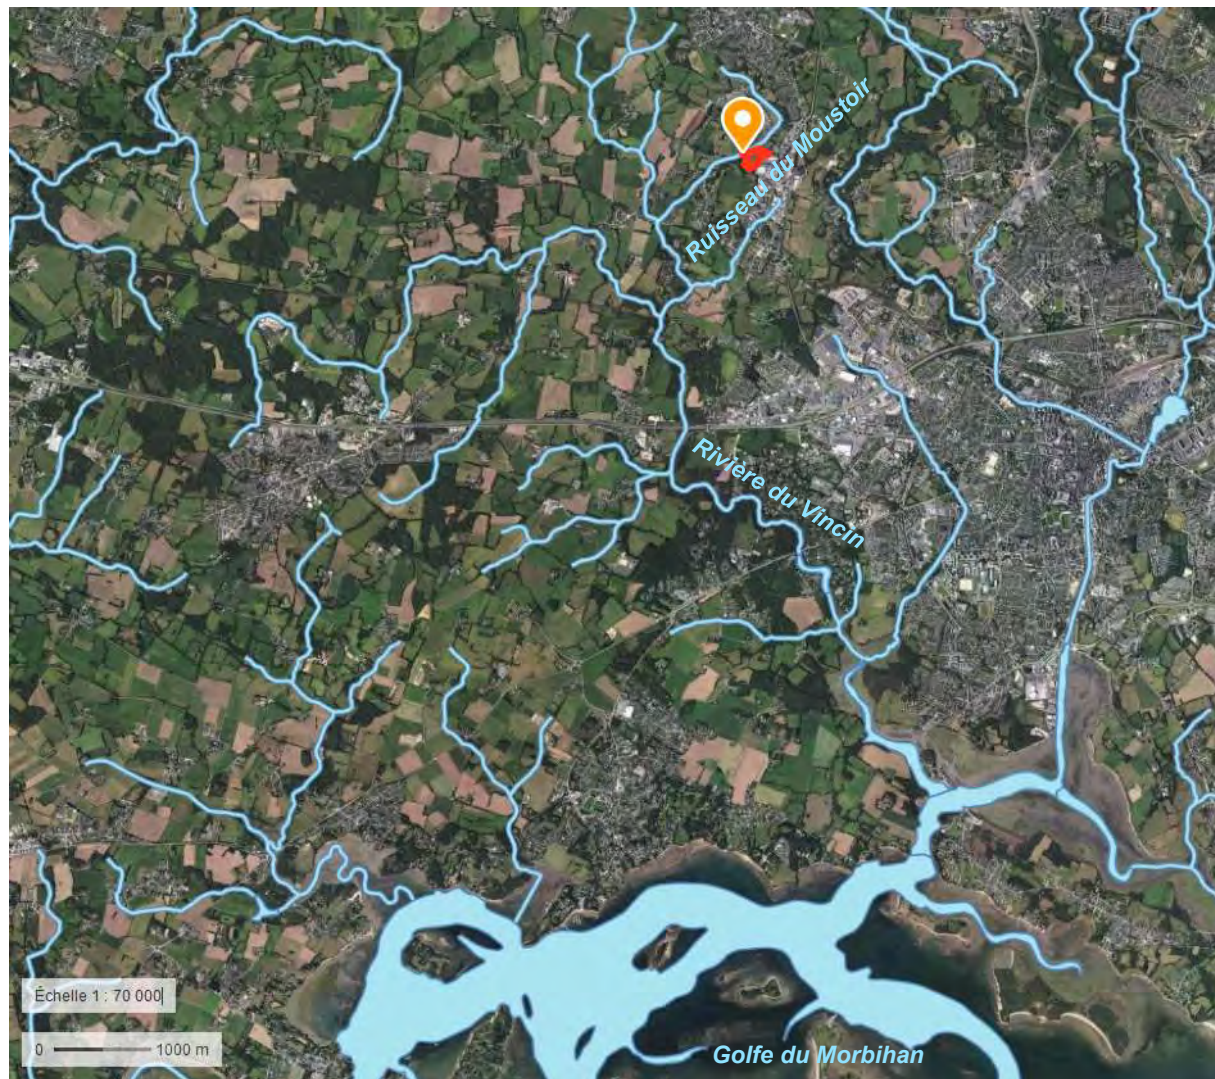 Ruisseau du Moustoir
Rivière du Vincin
Échelle 1 : 70 000
0 1000 m
Golfe du Morbihan